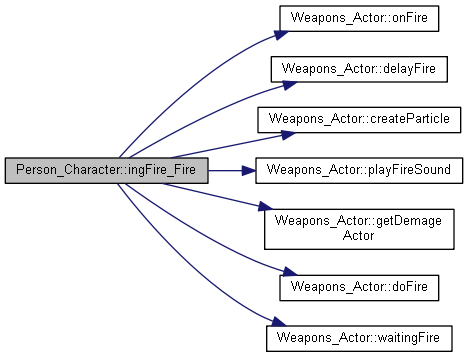 Weapons_Actor::onFire
Weapons_Actor::delayFire
Weapons_Actor::createParticle
Person_Character::ingFire_Fire
Weapons_Actor::playFireSound
Weapons_Actor::getDemage
Actor
Weapons_Actor::doFire
Weapons_Actor::waitingFire